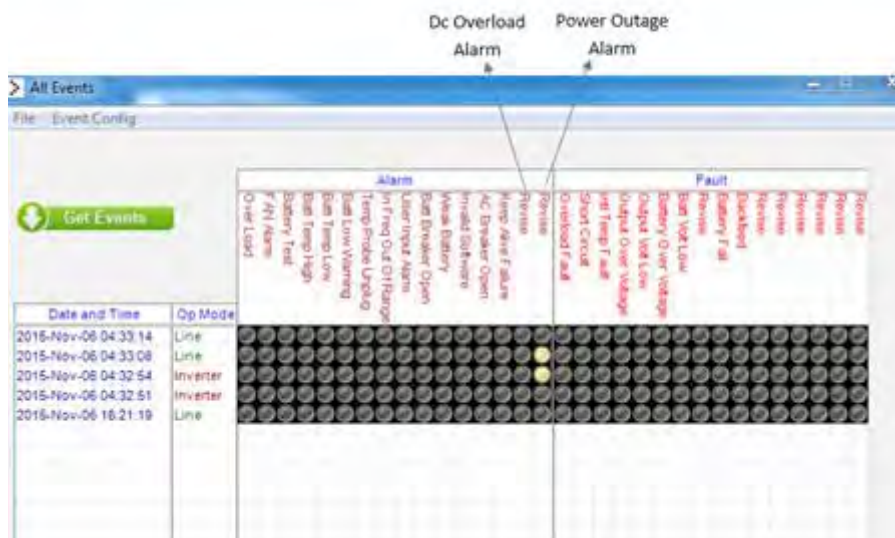 Dc Overload Alarm
Power Outage Alarm
All Events
File Event Config
Get Events
Alarm
Fault
Over Load
FAN Alarm
Battery Test
Batt Temp High
Batt Temp Low
Batt Low Warning
Temp Probe Unplug
In Freq Out Of Range
User Input Alarm
Batt Breaker Open
Weak Battery
Invalid Software
AC Breaker Open
Keep Alive Failure
Revise
Revise
Overload Fault
Short Circuit
Temp Fault
Output Over Voltage
Output Volt Low
Battery Over Voltage
Batt Volt Low
Revise
Battery Fail
Backfeed
Revise
Revise
Revise
Revise
Revise
Date and Time Op Mode
2015-Nov-06 04:33:14 Line
2015-Nov-06 04:33:08 Line
2015-Nov-06 04:32:54 Inverter
2015-Nov-06 04:32:51 Inverter
2015-Nov-06 16:21:19 Line